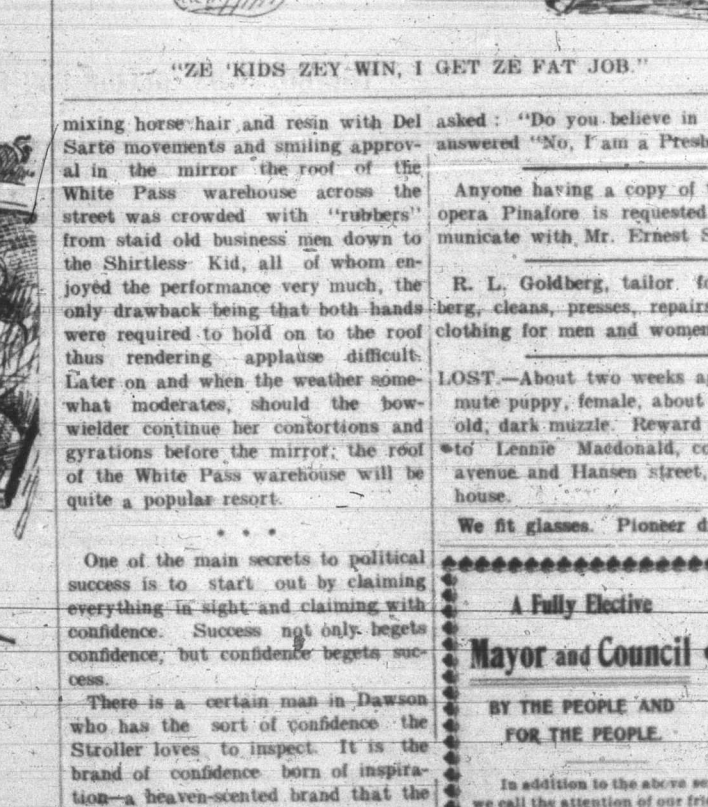 "ZE 'KIDS ZEY WIN, I GET ZE FAT JOB."
mixing horse hair and resin with Del
Sarte movements and smiling approv-
al in the mirror the roof of the
White Pass warehouse across the
street was crowded with "rubbers"
from staid old business men down to
the Shirtless Kid, all of whom en-
joyed the performance very much, the
only drawback being that both hands
were required to hold on to the roof
thus rendering applause difficult.
Later on and when the weather some-
what moderates, should the bow-
wielder continue her contortions and
gyrations before the mirror, the roof
of the White Pass warehouse will be
quite a popular resort.
* * *
One of the main secrets to political
success is to start out by claiming
everything in sight and claiming with
confidence. Success not only begets
confidence, but confidence begets suc-
cess.
There is a certain man in Dawson
who has the sort of confidence the
Stroller loves to inspect. It is the
brand of confidence born of inspira-
tion—a heaven-scented brand that the
asked: "Do you believe in
answered "No, I am a Presb
Anyone having a copy of
opera Pinafore is requested
municate with Mr. Ernest S
R. L. Goldberg, tailor fo
berg, cleans, presses, repairs
clothing for men and women
LOST.—About two weeks ag
mute puppy, female, about
old, dark muzzle. Reward
to Lennie Macdonald, co
avenue and Hansen street,
house.
We fit glasses. Pioneer d
A Fully Elective
Mayor and Council
BY THE PEOPLE AND
FOR THE PEOPLE.
In addition to the above se
we call the attention of our fri